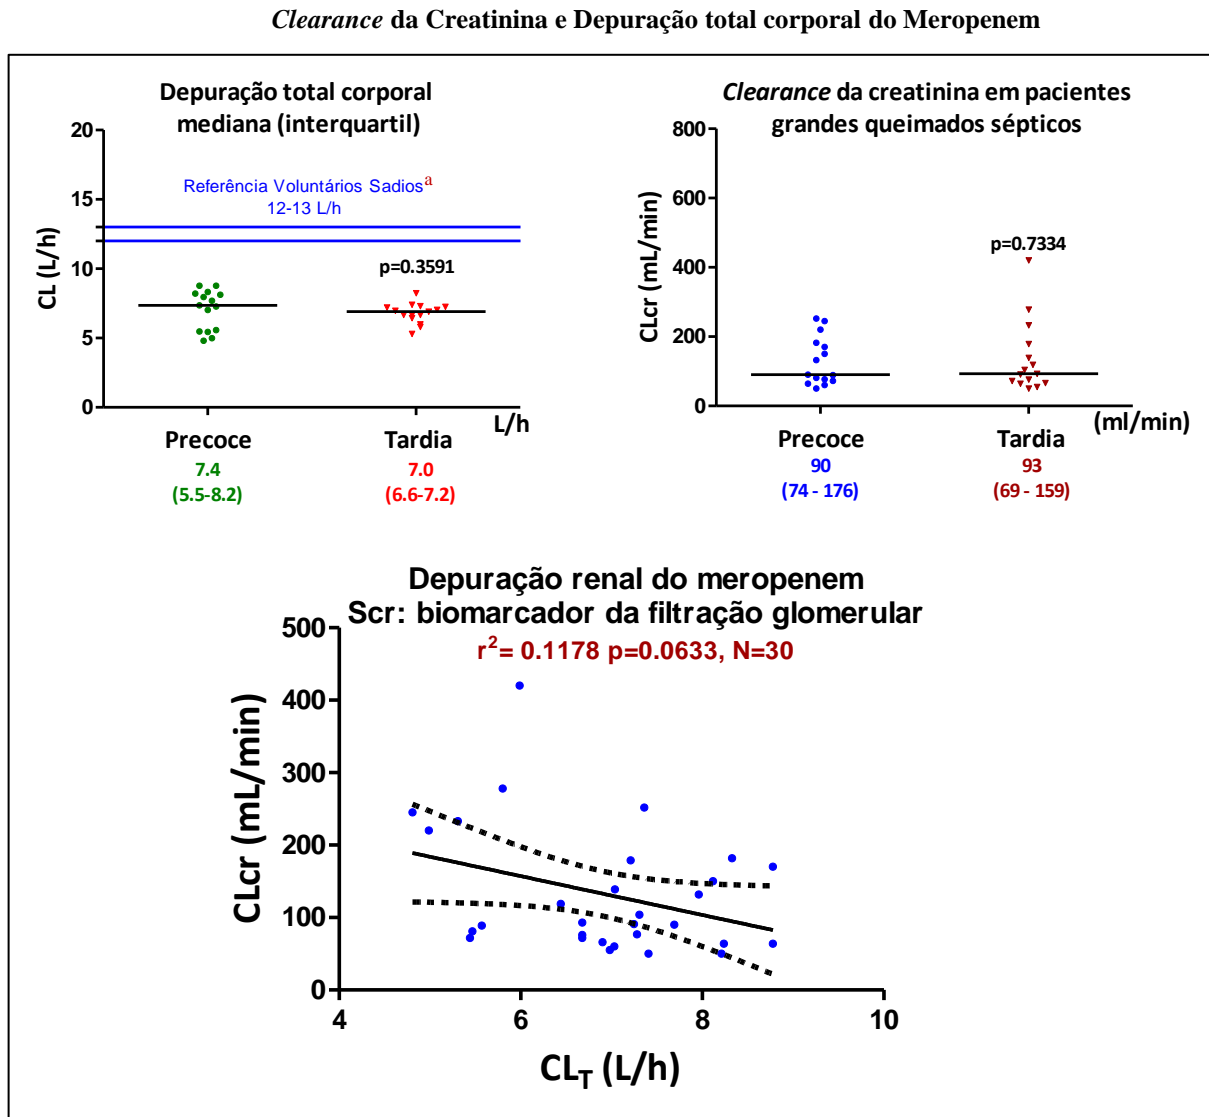 Clearance da Creatinina e Depuração total corporal do Meropenem
Depuração total corporal
mediana (interquartil)
20
15
10
5
0
CL (L/h)
Referência Voluntários Sadiosª
12-13 L/h
p=0.3591
L/h
Precoce
Tardia
7.4
7.0
(5.5-8.2)
(6.6-7.2)
Clearance da creatinina em pacientes
grandes queimados sépticos
800
600
400
200
0
CLcr (mL/min)
p=0.7334
(ml/min)
Precoce
Tardia
90
93
(74 - 176)
(69 - 159)
Depuração renal do meropenem
Scr: biomarcador da filtração glomerular
r²= 0.1178 p=0.0633, N=30
500
400
300
200
100
0
CLcr (mL/min)
4
6
8
10
CL_T (L/h)